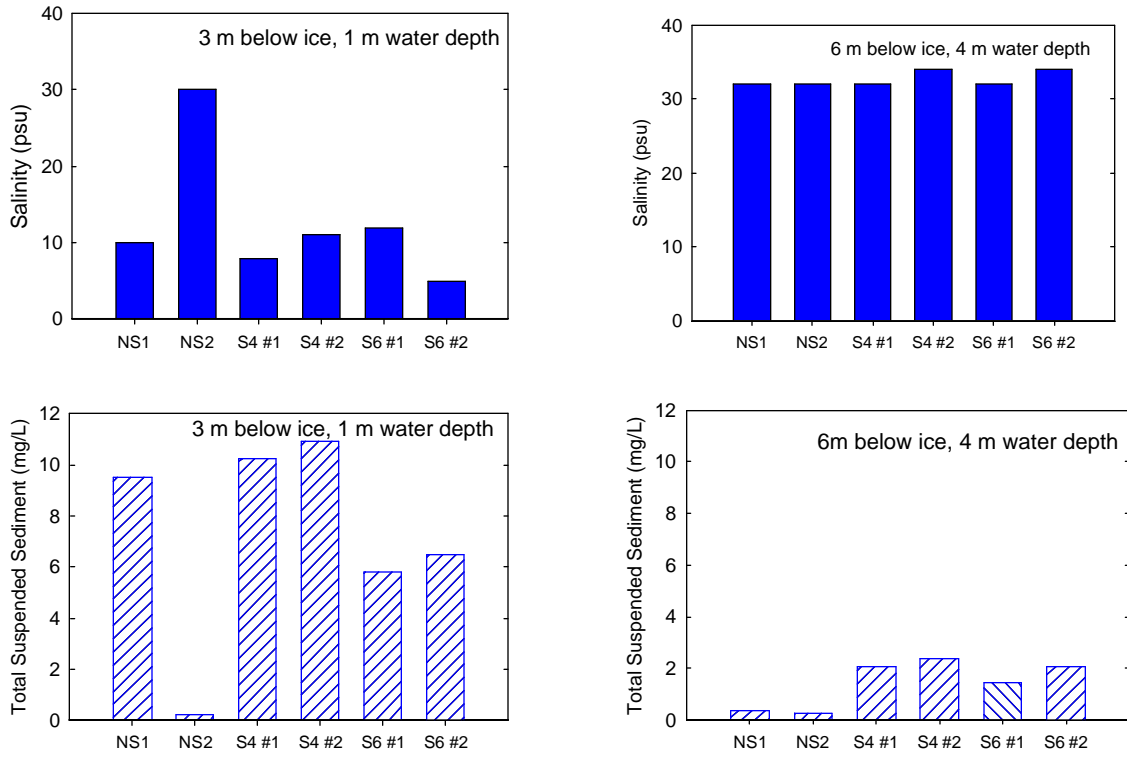 3 m below ice, 1 m water depth
Salinity (psu)
40
30
20
10
0
NS1 NS2 S4 #1 S4 #2 S6 #1 S6 #2
6 m below ice, 4 m water depth
Salinity (psu)
40
30
20
10
0
NS1 NS2 S4 #1 S4 #2 S6 #1 S6 #2
3 m below ice, 1 m water depth
Total Suspended Sediment (mg/L)
12
10
8
6
4
2
0
NS1 NS2 S4 #1 S4 #2 S6 #1 S6 #2
6m below ice, 4 m water depth
Total Suspended Sediment (mg/L)
12
10
8
6
4
2
0
NS1 NS2 S4 #1 S4 #2 S6 #1 S6 #2